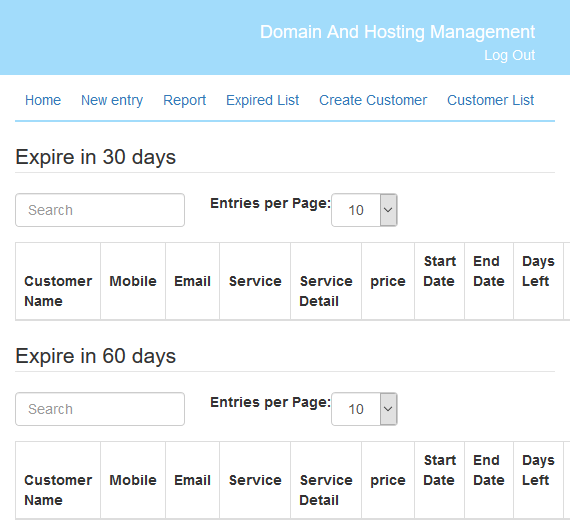 Domain And Hosting Management
Log Out
Home New entry Report Expired List Create Customer Customer List
Expire in 30 days
Search Entries per Page: 10
Customer Name Mobile Email Service Service Detail price Start Date End Date Days Left
Expire in 60 days
Search Entries per Page: 10
Customer Name Mobile Email Service Service Detail price Start Date End Date Days Left